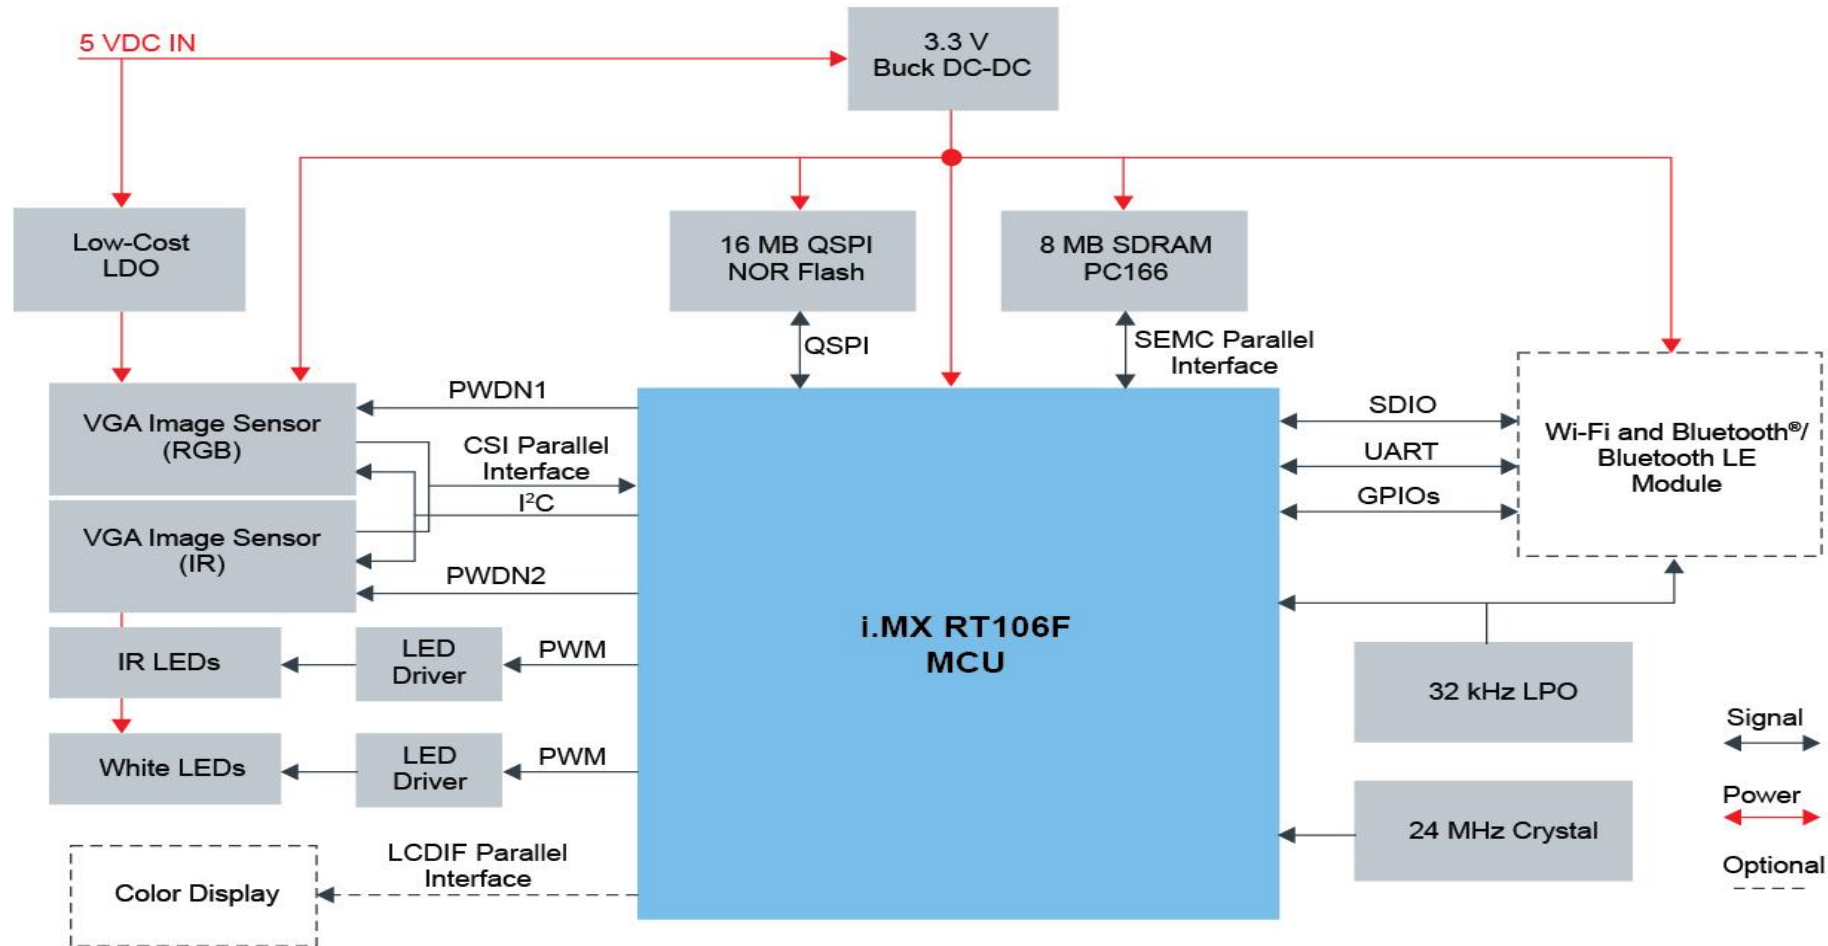 5 VDC IN
3.3 V
Buck DC-DC
Low-Cost
LDO
16 MB QSPI
NOR Flash
8 MB SDRAM
PC166
QSPI
SEMC Parallel
Interface
VGA Image Sensor
(RGB)
PWDN1
CSI Parallel
Interface
I²C
VGA Image Sensor
(IR)
PWDN2
SDIO
UART
GPIOs
Wi-Fi and Bluetooth®/
Bluetooth LE
Module
i.MX RT106F
MCU
IR LEDs
LED
Driver
PWM
White LEDs
LED
Driver
PWM
Color Display
LCDIF Parallel
Interface
32 kHz LPO
24 MHz Crystal
Signal
Power
Optional